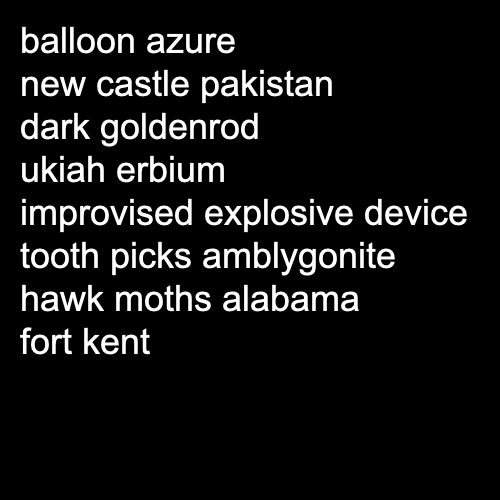 balloon azure
new castle pakistan
dark goldenrod
ukiah erbium
improvised explosive device
tooth picks amblygonite
hawk moths alabama
fort kent